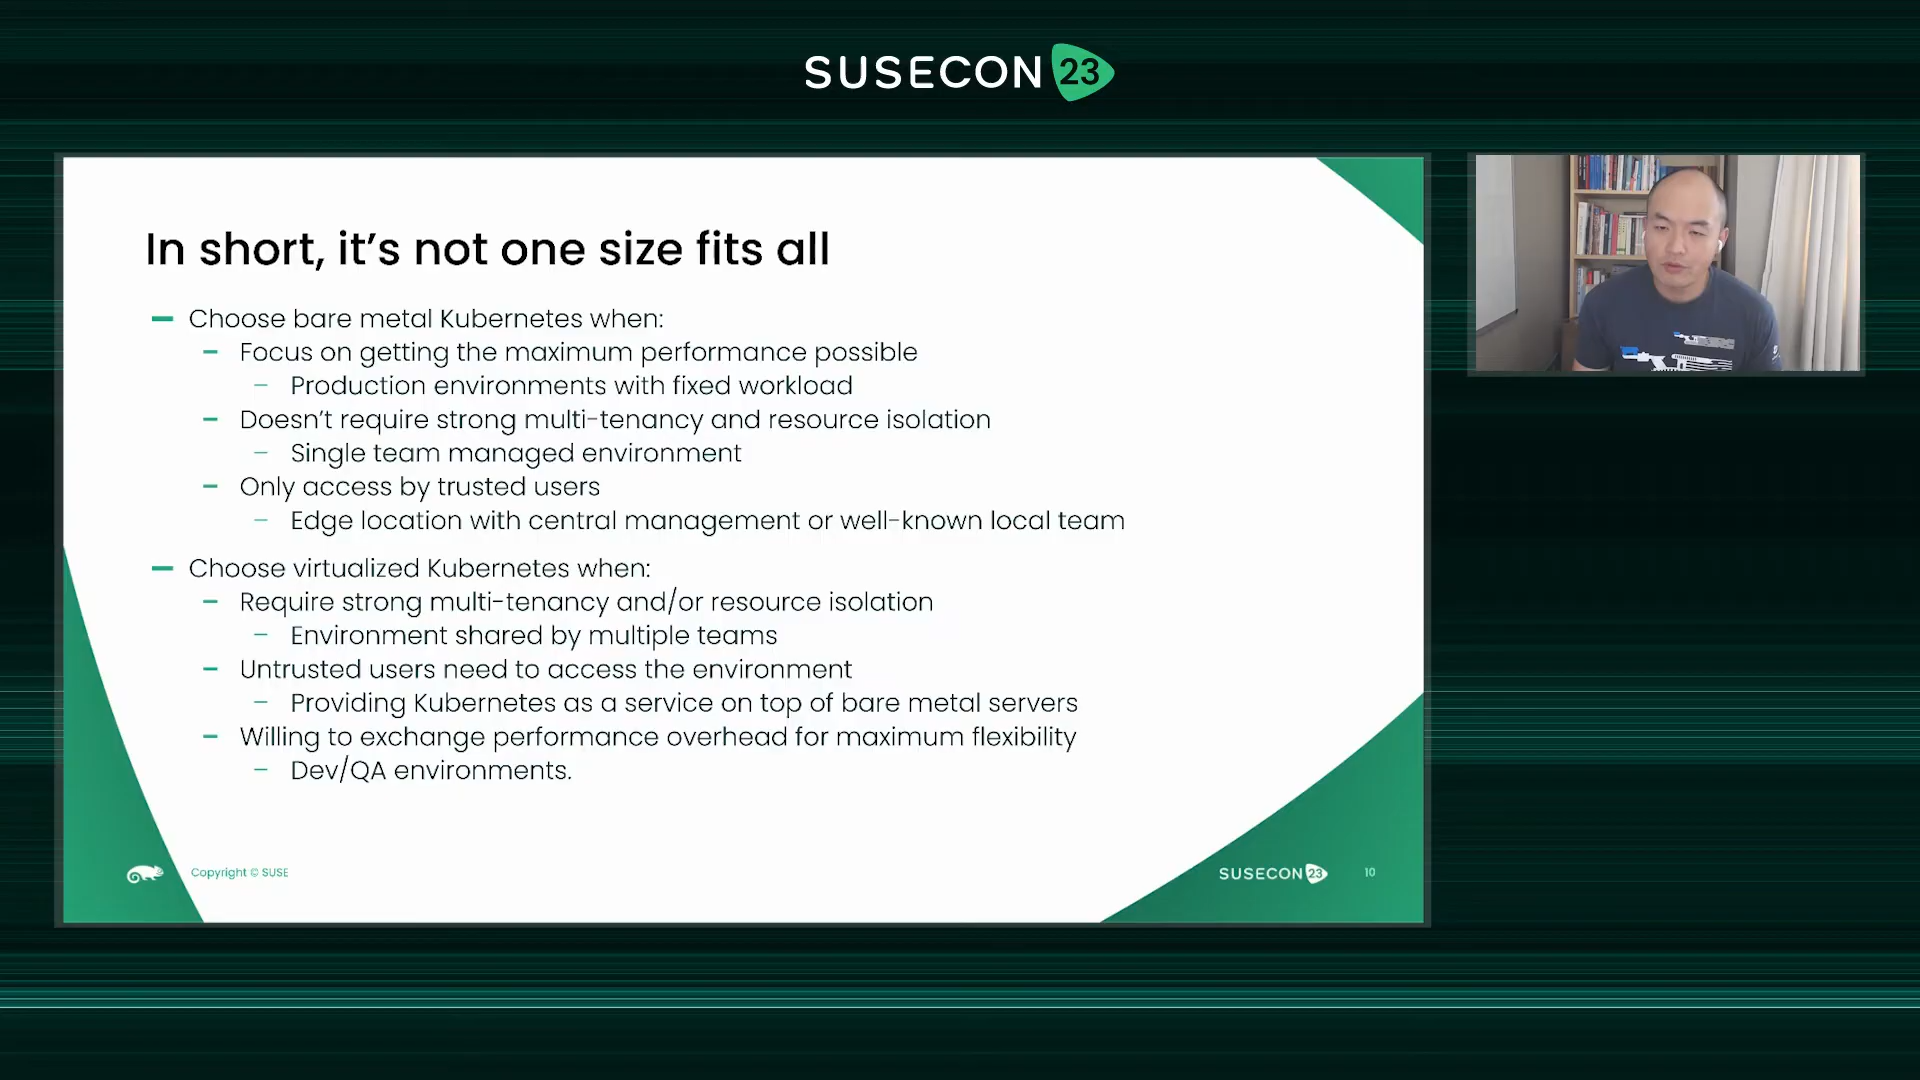 SUSECON 23
In short, it's not one size fits all
Choose bare metal Kubernetes when:
Focus on getting the maximum performance possible
Production environments with fixed workload
Doesn't require strong multi-tenancy and resource isolation
Single team managed environment
Only access by trusted users
Edge location with central management or well-known local team
Choose virtualized Kubernetes when:
Require strong multi-tenancy and/or resource isolation
Environment shared by multiple teams
Untrusted users need to access the environment
Providing Kubernetes as a service on top of bare metal servers
Willing to exchange performance overhead for maximum flexibility
Dev/QA environments.
Copyright © SUSE
SUSECON 23
10